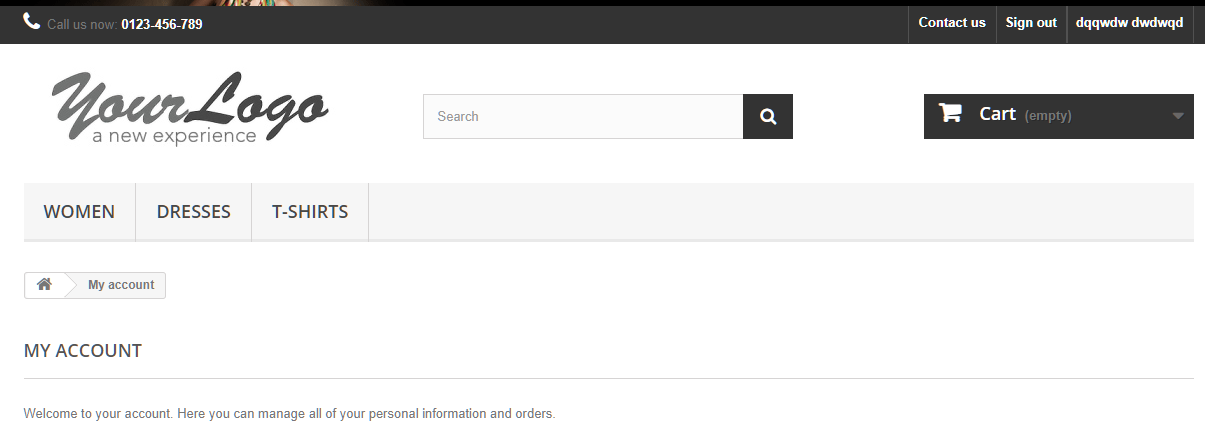 Call us now: 0123-456-789 Contact us Sign out dqqwdw dwdwqd
YourLogo
a new experience
Search
Cart (empty)
WOMEN DRESSES T-SHIRTS
My account
MY ACCOUNT
Welcome to your account. Here you can manage all of your personal information and orders.